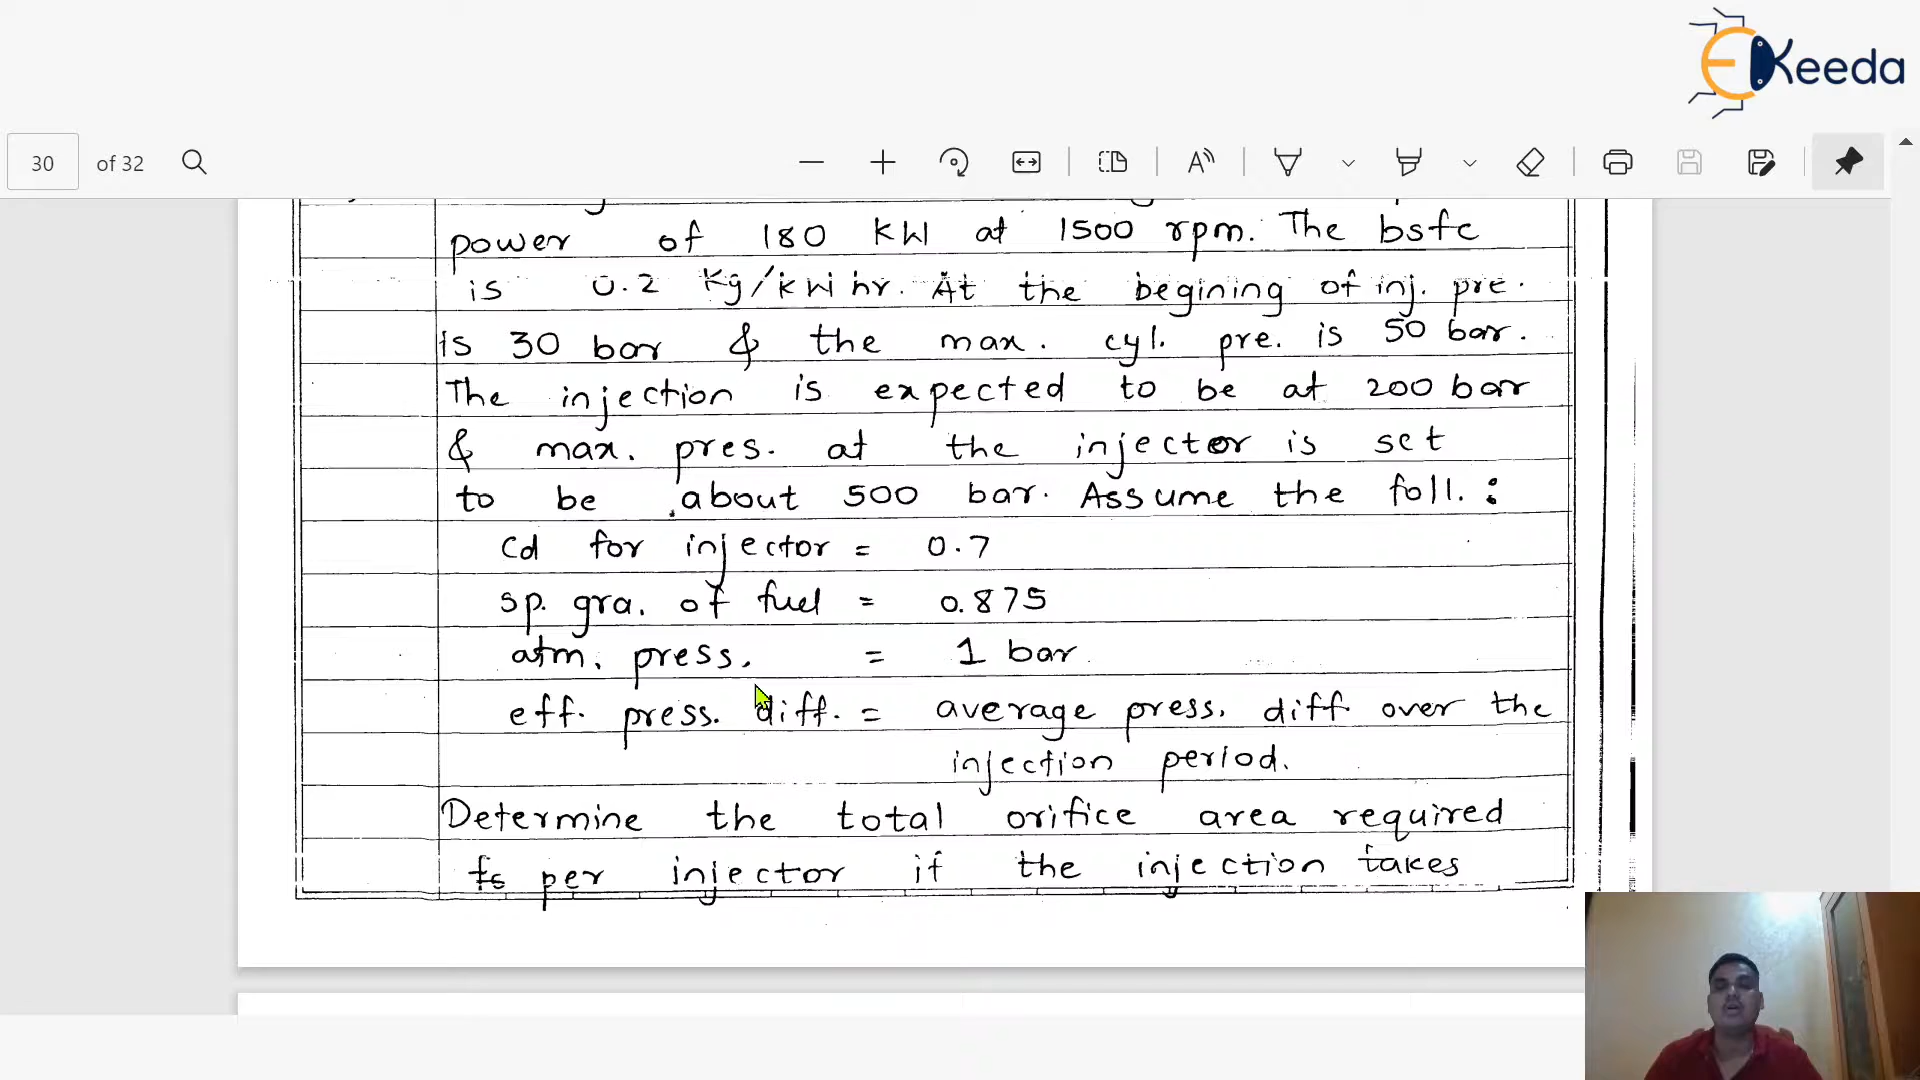 EKeeda
30 of 32
power of 180 KW at 1500 rpm. The bsfc
is 0.2 Kg/kW hr. At the begining of inj. pre.
is 30 bar & the max. cyl. pre. is 50 bar.
The injection is expected to be at 200 bar
& max. pres. at the injector is set
to be about 500 bar. Assume the foll. :
Cd for injector = 0.7
sp. gra. of fuel = 0.875
atm. press. = 1 bar
eff. press. diff. = average press. diff over the
injection period.
Determine the total orifice area required
per injector if the injection takes